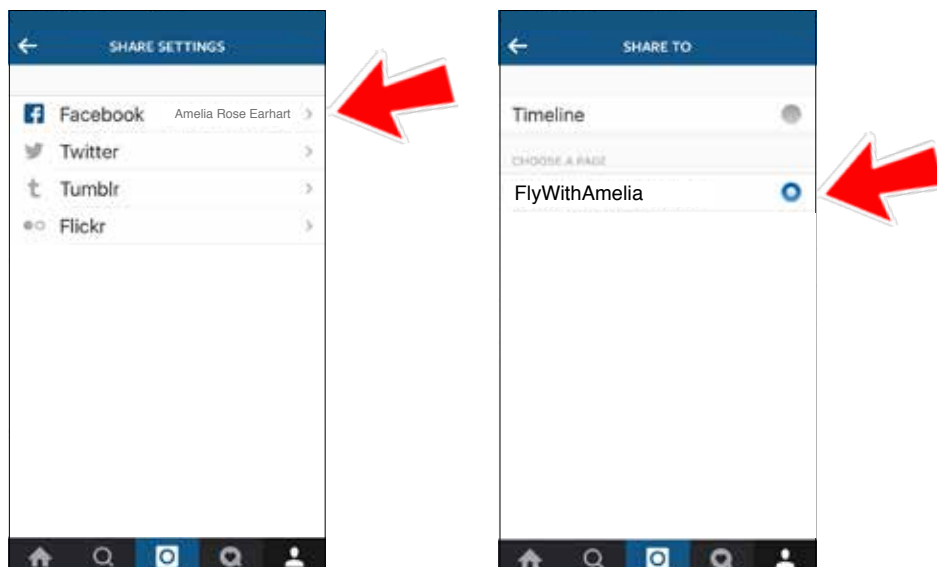 SHARE SETTINGS
Facebook Amelia Rose Earhart
Twitter
Tumblr
Flickr
SHARE TO
Timeline
CHOOSE A PAGE
FlyWithAmelia